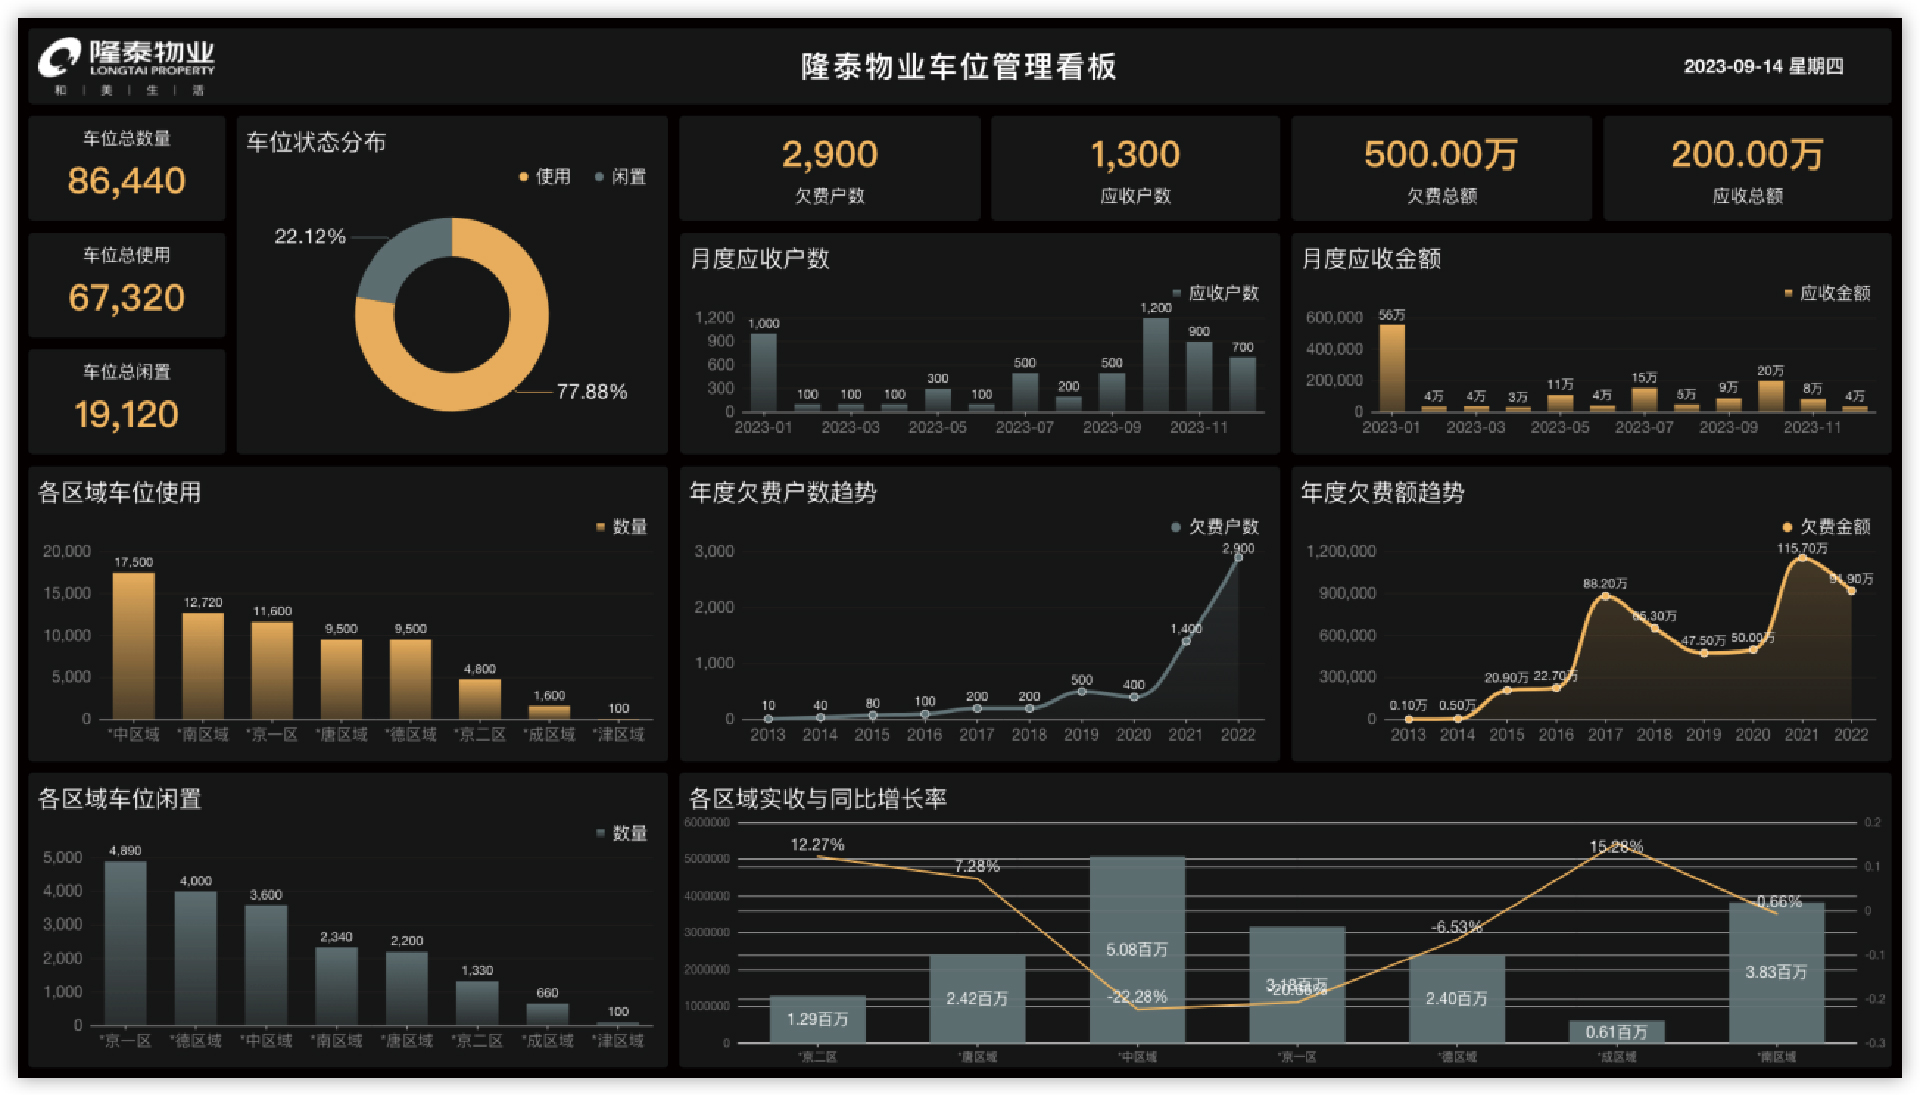 隆泰物业
LONGTAI PROPERTY
和 | 美 | 生 | 活
隆泰物业车位管理看板
2023-09-14 星期四
车位总数量
86,440
车位总使用
67,320
车位总闲置
19,120
车位状态分布
使用 闲置
22.12%
77.88%
2,900
欠费户数
1,300
应收户数
500.00万
欠费总额
200.00万
应收总额
月度应收户数
应收户数
1,200
900
600
300
0
1,000 100 100 100 300 100 500 200 500 1,200 900 700
2023-01 2023-03 2023-05 2023-07 2023-09 2023-11
月度应收金额
应收金额
600,000
400,000
200,000
0
56万 4万 4万 3万 11万 4万 15万 5万 9万 20万 8万 4万
2023-01 2023-03 2023-05 2023-07 2023-09 2023-11
各区域车位使用
数量
20,000
15,000
10,000
5,000
0
17,500 12,720 11,600 9,500 9,500 4,800 1,600 100
*中区域 *南区域 *京一区 *唐区域 *德区域 *京二区 *成区域 *津区域
年度欠费户数趋势
欠费户数
3,000
2,000
1,000
0
10 40 80 100 200 200 500 400 1,400 2,900
2013 2014 2015 2016 2017 2018 2019 2020 2021 2022
年度欠费额趋势
欠费金额
1,200,000
900,000
600,000
300,000
0
0.10万 0.50万 20.90万 22.70万 88.20万 65.30万 47.50万 50.00万 115.70万 91.90万
2013 2014 2015 2016 2017 2018 2019 2020 2021 2022
各区域车位闲置
数量
5,000
4,000
3,000
2,000
1,000
0
4,890 4,000 3,600 2,340 2,200 1,330 660 100
*京一区 *德区域 *中区域 *南区域 *唐区域 *京二区 *成区域 *津区域
各区域实收与同比增长率
6000000
5000000
4000000
3000000
2000000
1000000
0
0.2
0.1
0
-0.1
-0.2
-0.3
12.27% 7.28% -22.28% -6.53% 15.28% -0.66%
1.29百万 2.42百万 5.08百万 3.18百万 2.40百万 0.61百万 3.83百万
*京二区 *唐区域 *中区域 *京一区 *德区域 *成区域 *南区域